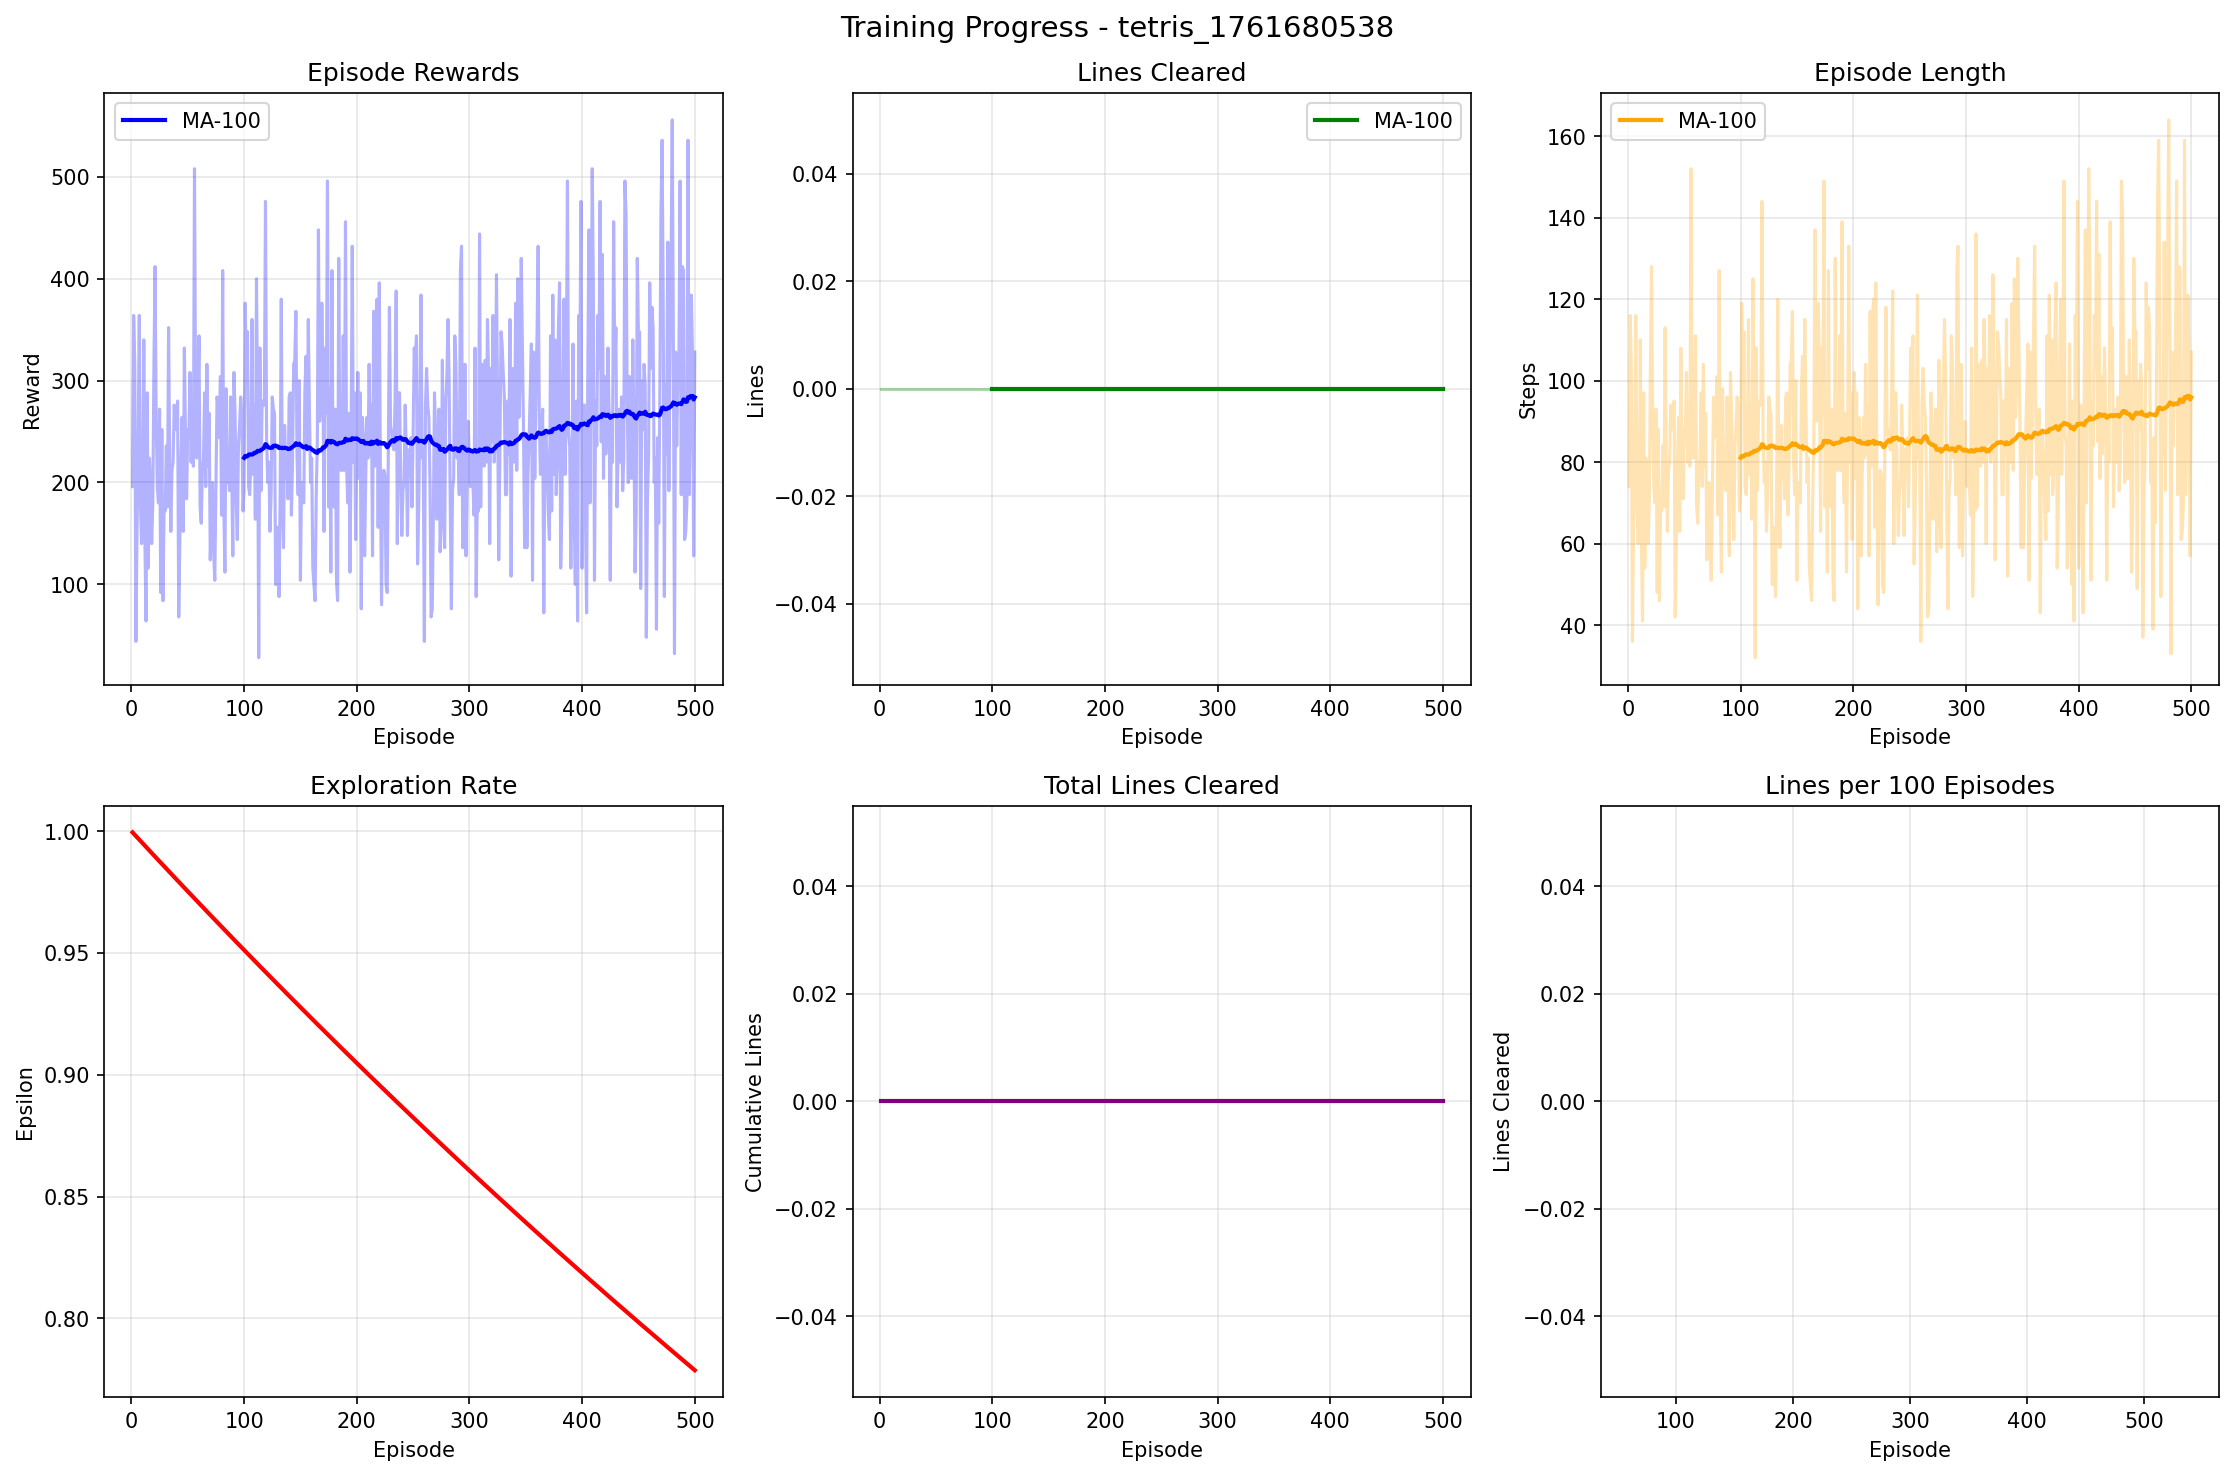 Training Progress - tetris_1761680538
Episode Rewards
MA-100
500
400
300
200
100
Reward
0 100 200 300 400 500
Episode
Lines Cleared
MA-100
0.04
0.02
0.00
−0.02
−0.04
Lines
0 100 200 300 400 500
Episode
Episode Length
MA-100
160
140
120
100
80
60
40
Steps
0 100 200 300 400 500
Episode
Exploration Rate
1.00
0.95
0.90
0.85
0.80
Epsilon
0 100 200 300 400 500
Episode
Total Lines Cleared
0.04
0.02
0.00
−0.02
−0.04
Cumulative Lines
0 100 200 300 400 500
Episode
Lines per 100 Episodes
0.04
0.02
0.00
−0.02
−0.04
Lines Cleared
100 200 300 400 500
Episode